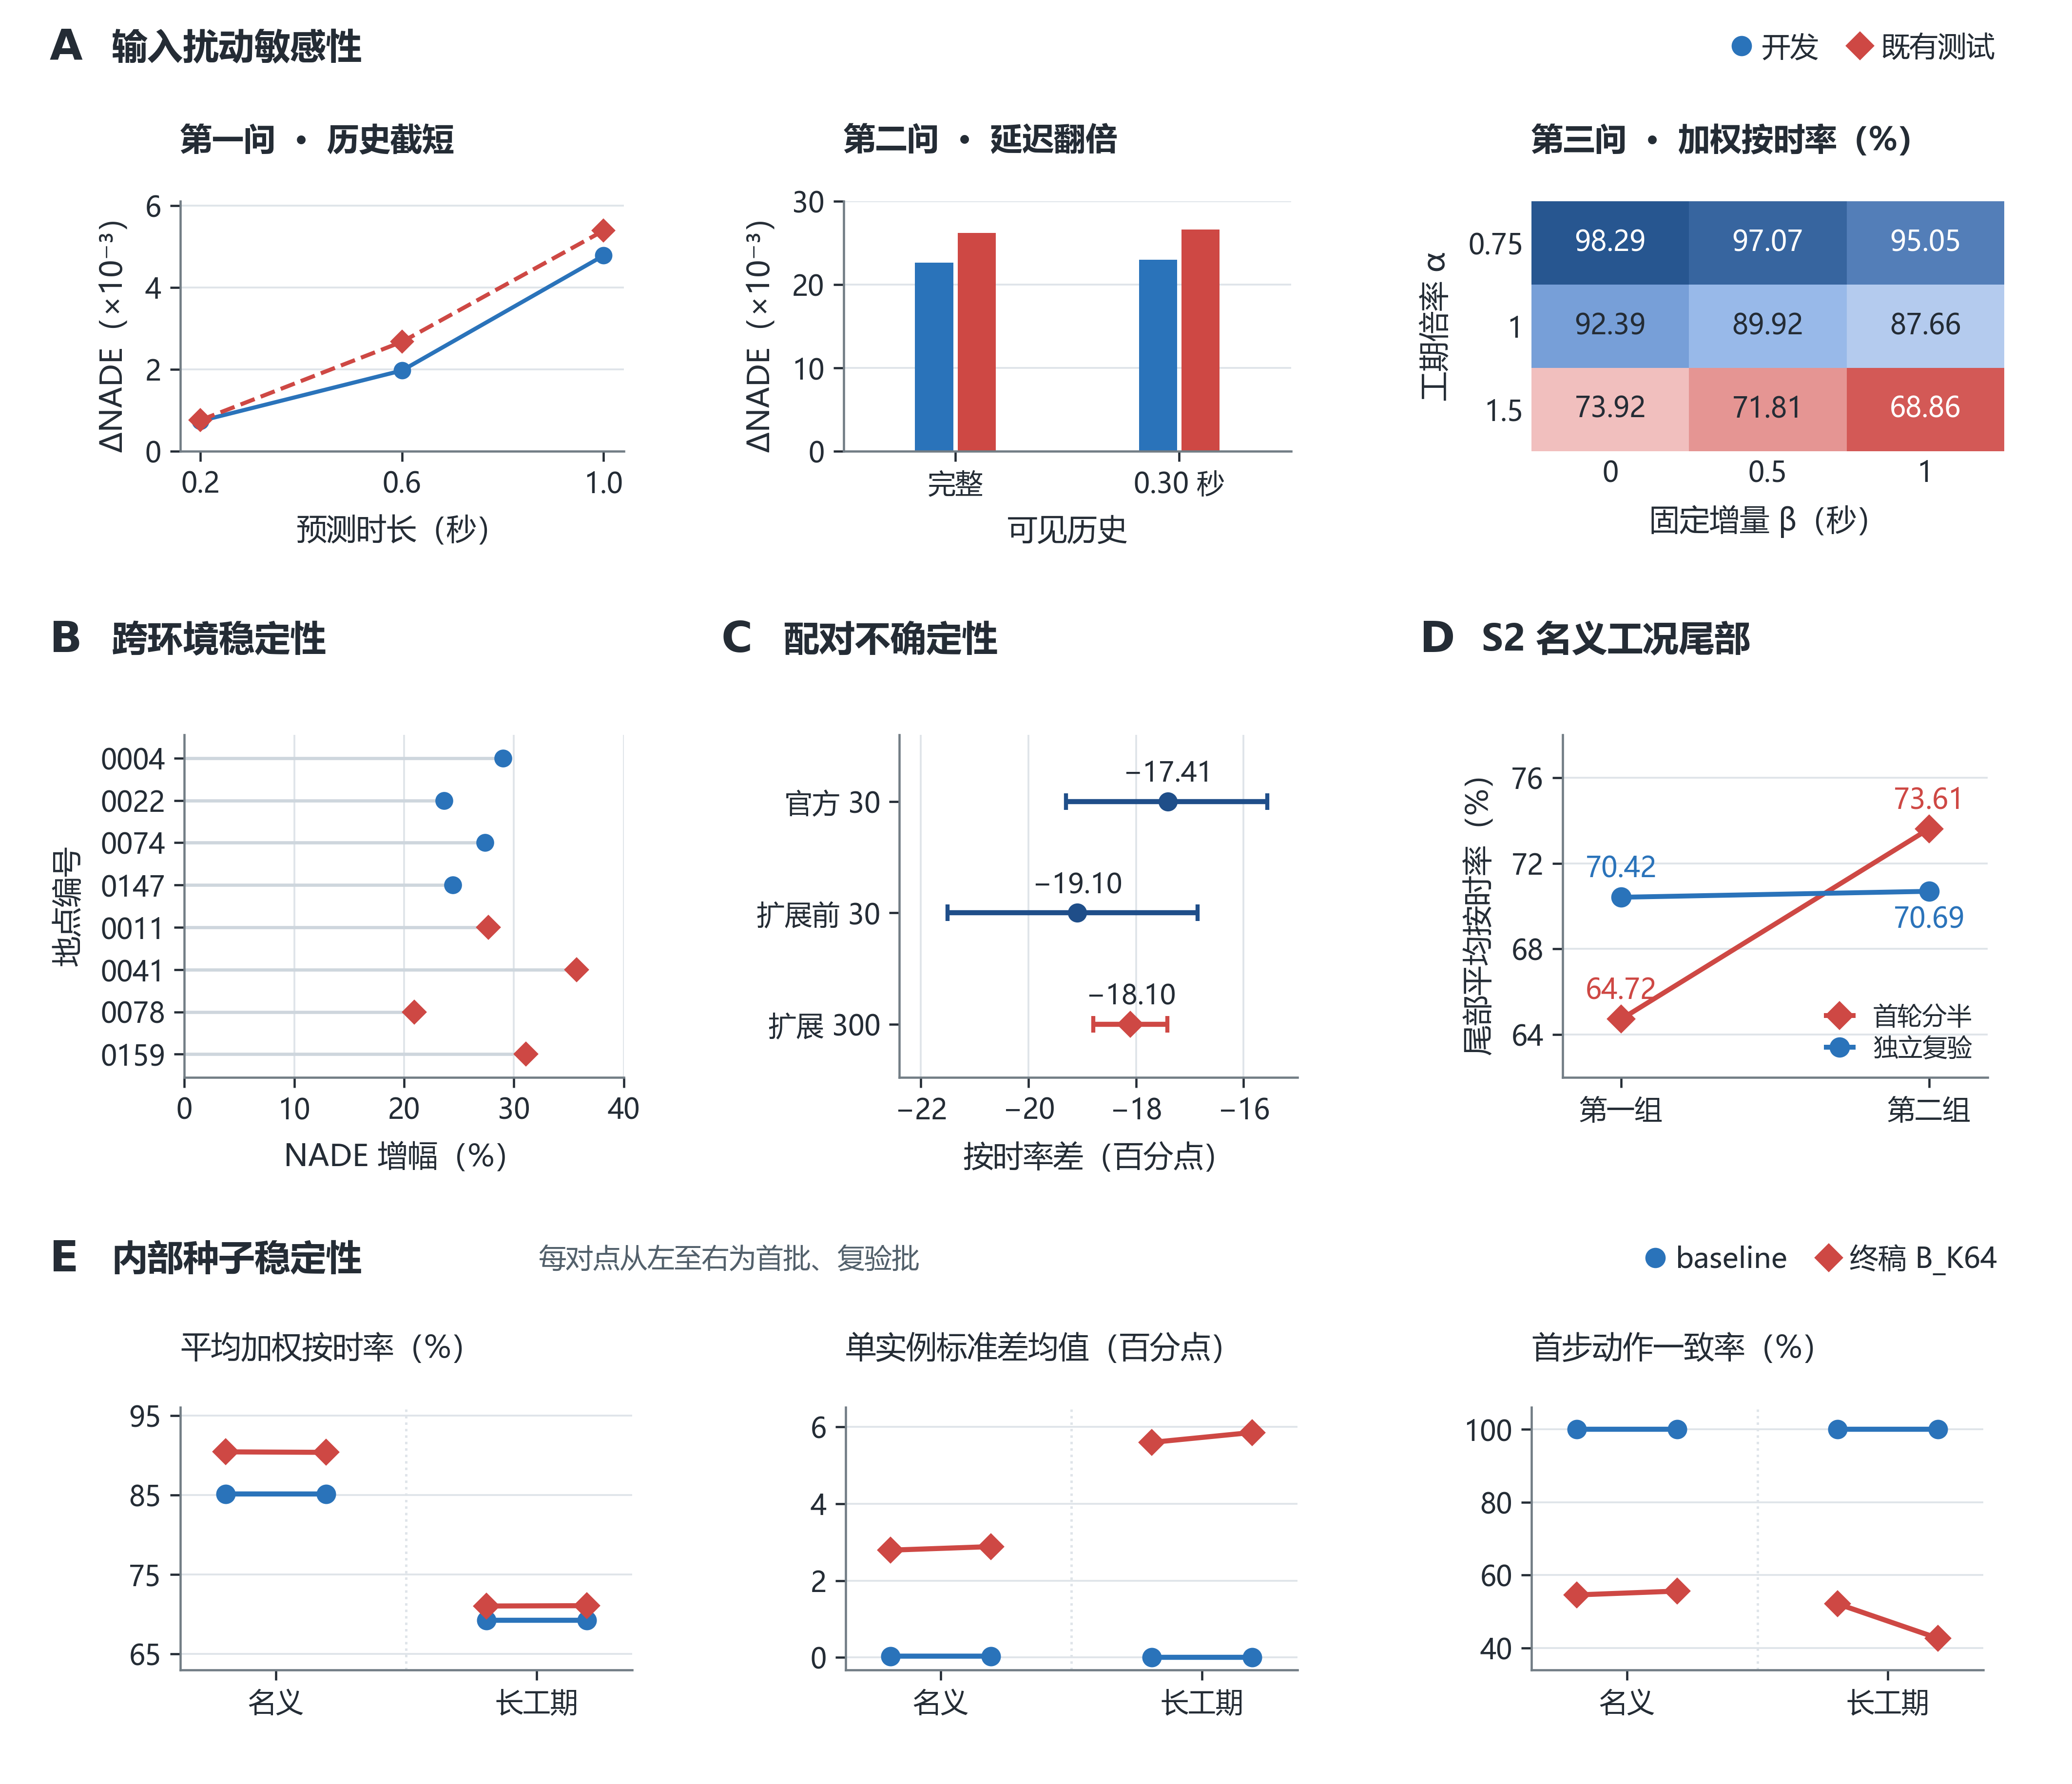 A 输入扰动敏感性
开发 既有测试
第一问 • 历史截短
6
4
2
0
ΔNADE（×10⁻³）
0.2 0.6 1.0
预测时长（秒）
第二问 • 延迟翻倍
30
20
10
0
ΔNADE（×10⁻³）
完整 0.30 秒
可见历史
第三问 • 加权按时率（%）
工期倍率 α
0.75 98.29 97.07 95.05
1 92.39 89.92 87.66
1.5 73.92 71.81 68.86
0 0.5 1
固定增量 β（秒）
B 跨环境稳定性
地点编号
0004
0022
0074
0147
0011
0041
0078
0159
0 10 20 30 40
NADE 增幅（%）
C 配对不确定性
−17.41
官方 30
−19.10
扩展前 30
−18.10
扩展 300
−22 −20 −18 −16
按时率差（百分点）
D S2 名义工况尾部
尾部平均按时率（%）
76
72
68
64
73.61
70.42
70.69
64.72
首轮分半
独立复验
第一组 第二组
E 内部种子稳定性
每对点从左至右为首批、复验批
baseline 终稿 B_K64
平均加权按时率（%）
95
85
75
65
名义 长工期
单实例标准差均值（百分点）
6
4
2
0
名义 长工期
首步动作一致率（%）
100
80
60
40
名义 长工期